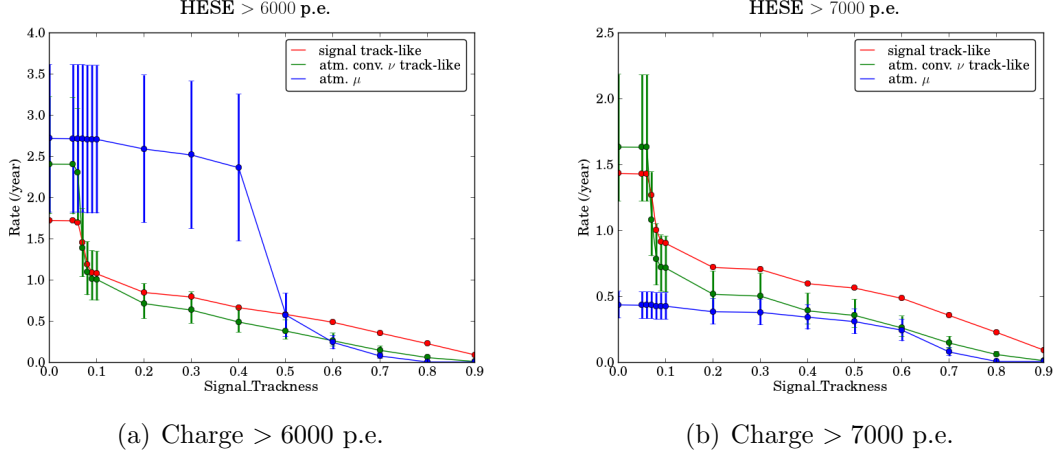 HESE > 6000 p.e.
4.0
3.5
3.0
2.5
2.0
1.5
1.0
0.5
0.0
Rate (/year)
signal track-like
atm. conv. ν track-like
atm. μ
0.0 0.1 0.2 0.3 0.4 0.5 0.6 0.7 0.8 0.9
Signal_Trackness
(a) Charge > 6000 p.e.
HESE > 7000 p.e.
2.5
2.0
1.5
1.0
0.5
0.0
Rate (/year)
signal track-like
atm. conv. ν track-like
atm. μ
0.0 0.1 0.2 0.3 0.4 0.5 0.6 0.7 0.8 0.9
Signal_Trackness
(b) Charge > 7000 p.e.